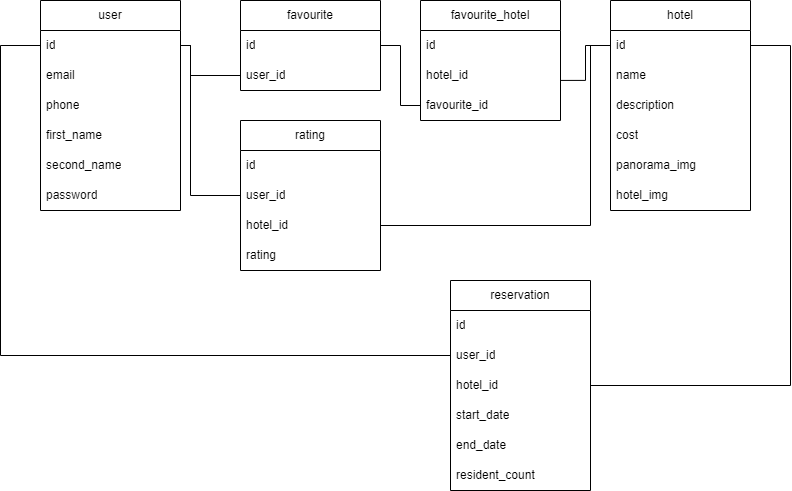 user
id
email
phone
first_name
second_name
password
favourite
id
user_id
favourite_hotel
id
hotel_id
favourite_id
hotel
id
name
description
cost
panorama_img
hotel_img
rating
id
user_id
hotel_id
rating
reservation
id
user_id
hotel_id
start_date
end_date
resident_count